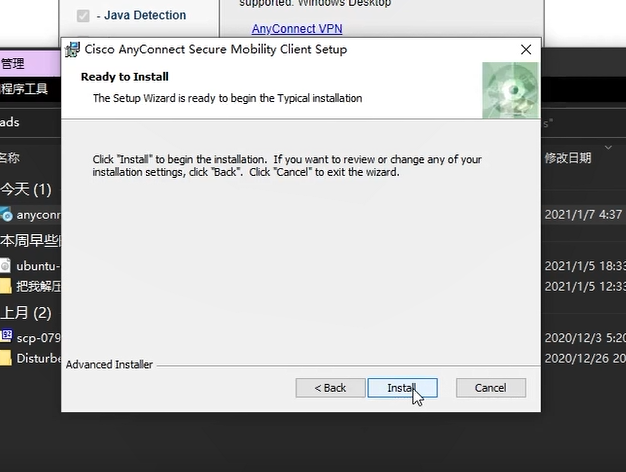 - Java Detection
supported: Windows Desktop
AnyConnect VPN
管理
程序工具
ads
名称
修改日期
今天 (1)
anyconn
2021/1/7 4:37
本周早些
ubuntu-
2021/1/5 18:33
把我解压
2021/1/5 12:33
上月 (2)
scp-079
2020/12/3 5:20
Disturbe
2020/12/26 20
Cisco AnyConnect Secure Mobility Client Setup
Ready to Install
The Setup Wizard is ready to begin the Typical installation
Click "Install" to begin the installation. If you want to review or change any of your
installation settings, click "Back". Click "Cancel" to exit the wizard.
Advanced Installer
< Back
Install
Cancel